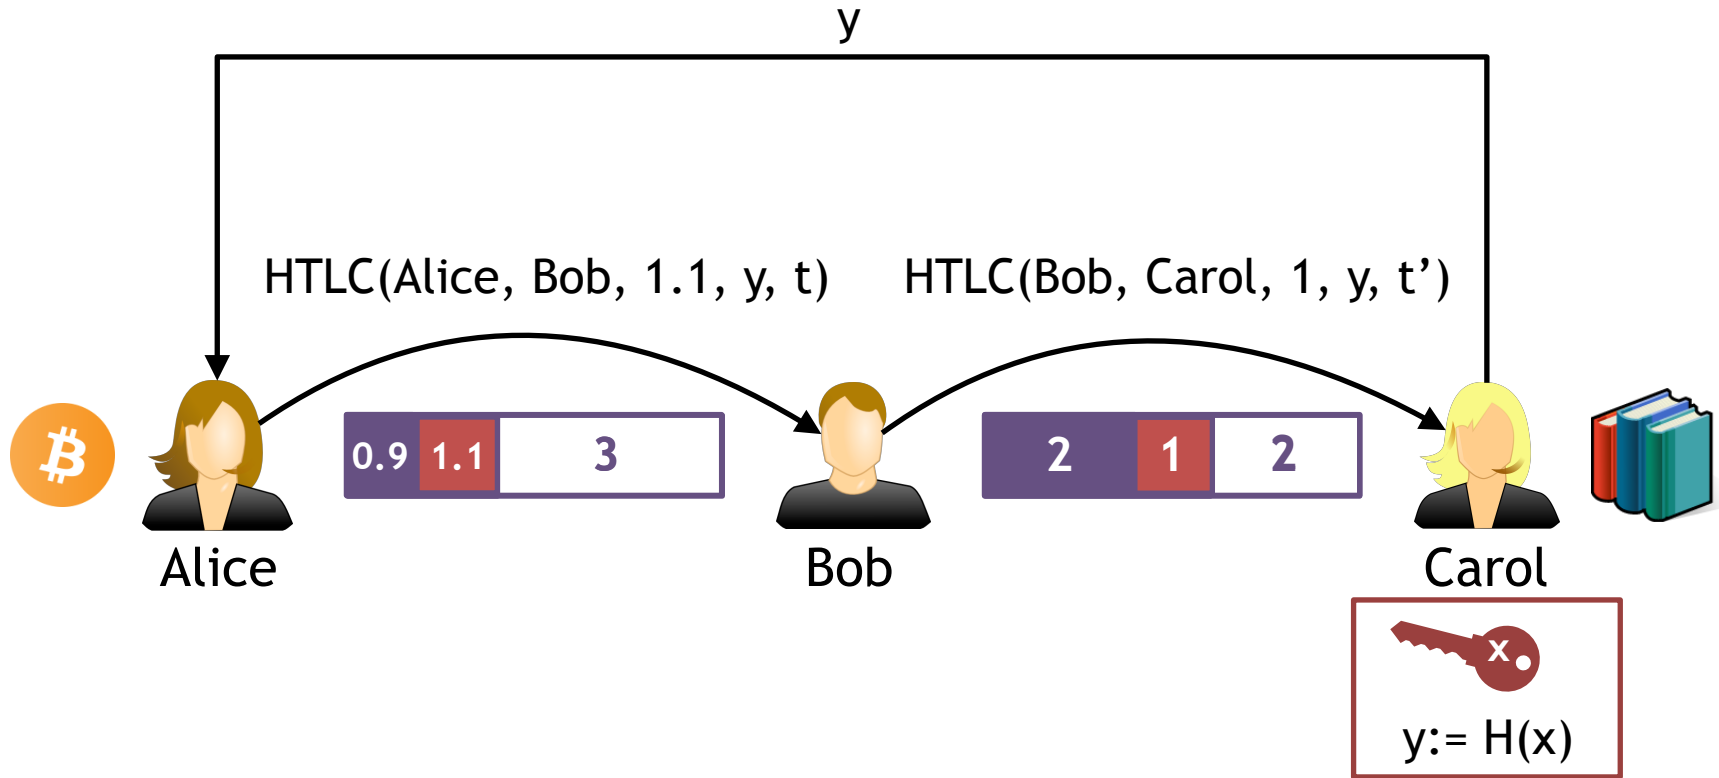 y
HTLC(Alice, Bob, 1.1, y, t)
HTLC(Bob, Carol, 1, y, t’)
₿
0.9 1.1 3
2 1 2
Alice
Bob
Carol
x
y:= H(x)